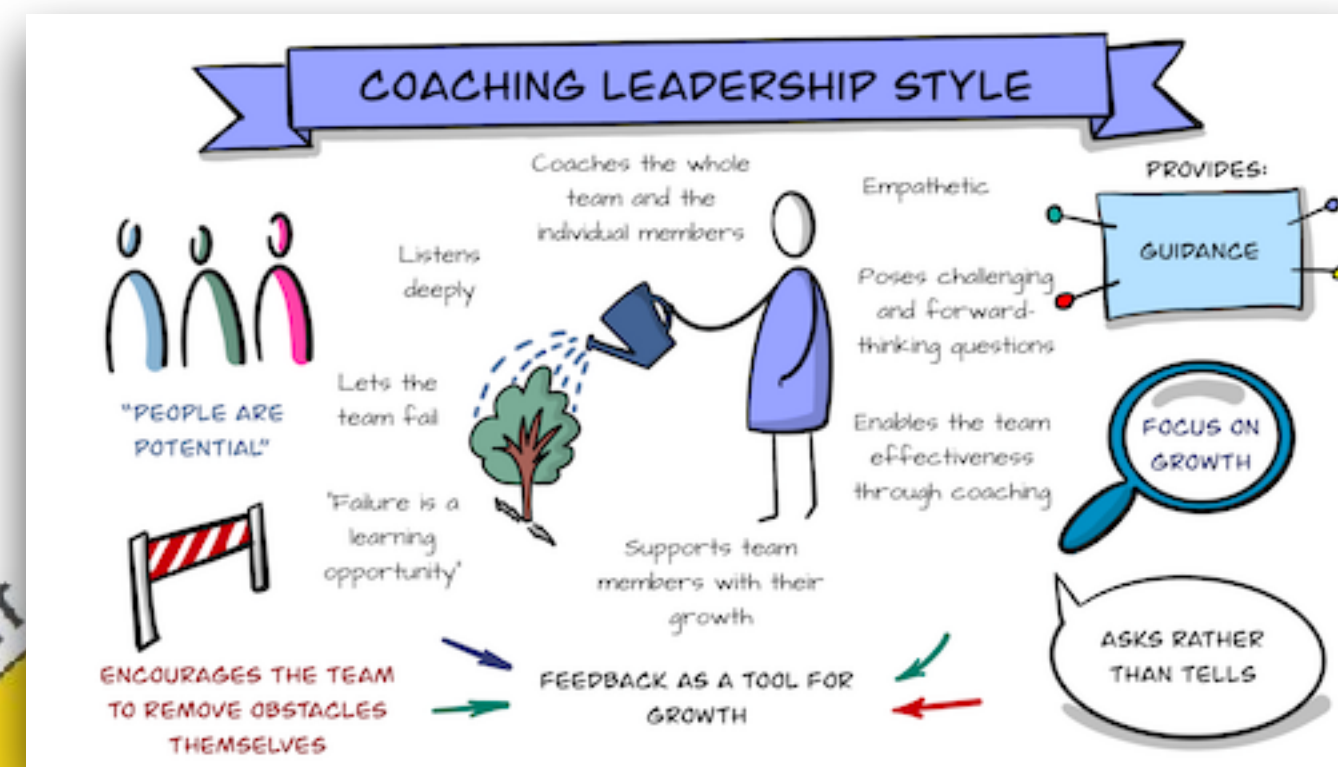 COACHING LEADERSHIP STYLE
Coaches the whole
team and the
individual members
Empathetic
PROVIDES:
GUIDANCE
Listens
deeply
Poses challenging
and forward-
thinking questions
Lets the
team fail
"PEOPLE ARE
POTENTIAL"
Enables the team
effectiveness
through coaching
FOCUS ON
GROWTH
"Failure is a
learning
opportunity"
Supports team
members with their
growth
ASKS RATHER
THAN TELLS
ENCOURAGES THE TEAM
TO REMOVE OBSTACLES
THEMSELVES
FEEDBACK AS A TOOL FOR
GROWTH